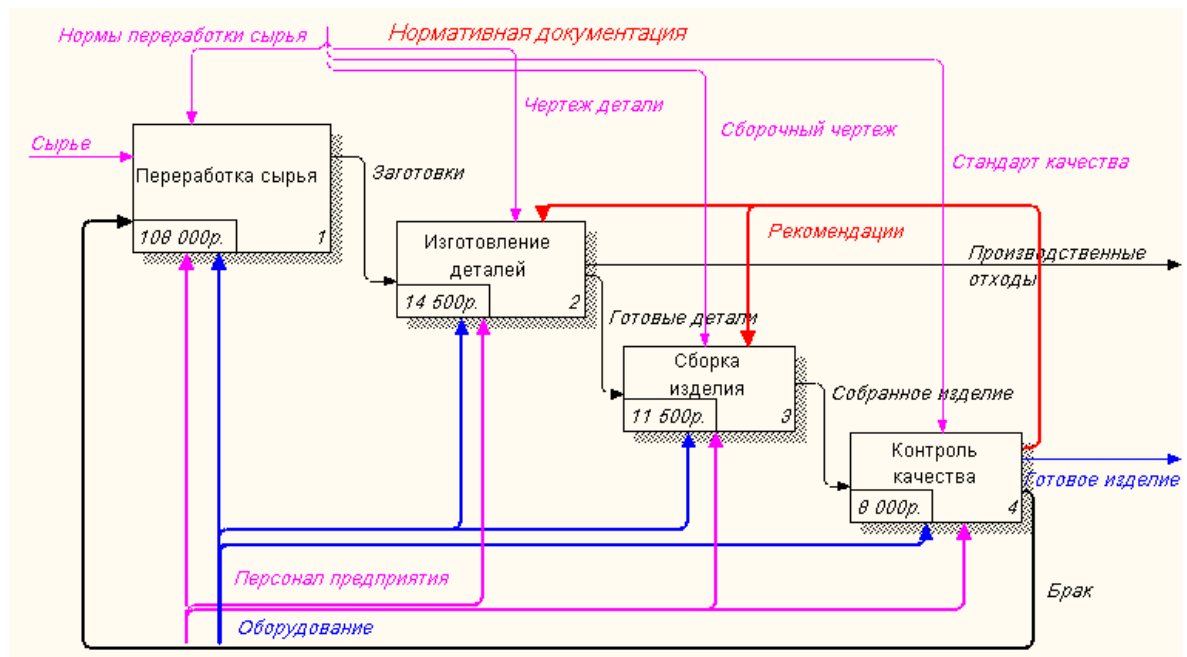 Нормы переработки сырья
Нормативная документация
Чертеж детали
Сборочный чертеж
Сырье
Стандарт качества
Переработка сырья
Заготовки
108 000р. 1
Рекомендации
Изготовление
деталей
Производственные
отходы
14 500р. 2
Готовые детали
Сборка
изделия
Собранное изделие
11 500р. 3
Контроль
качества
Готовое изделие
8 000р. 4
Персонал предприятия
Брак
Оборудование